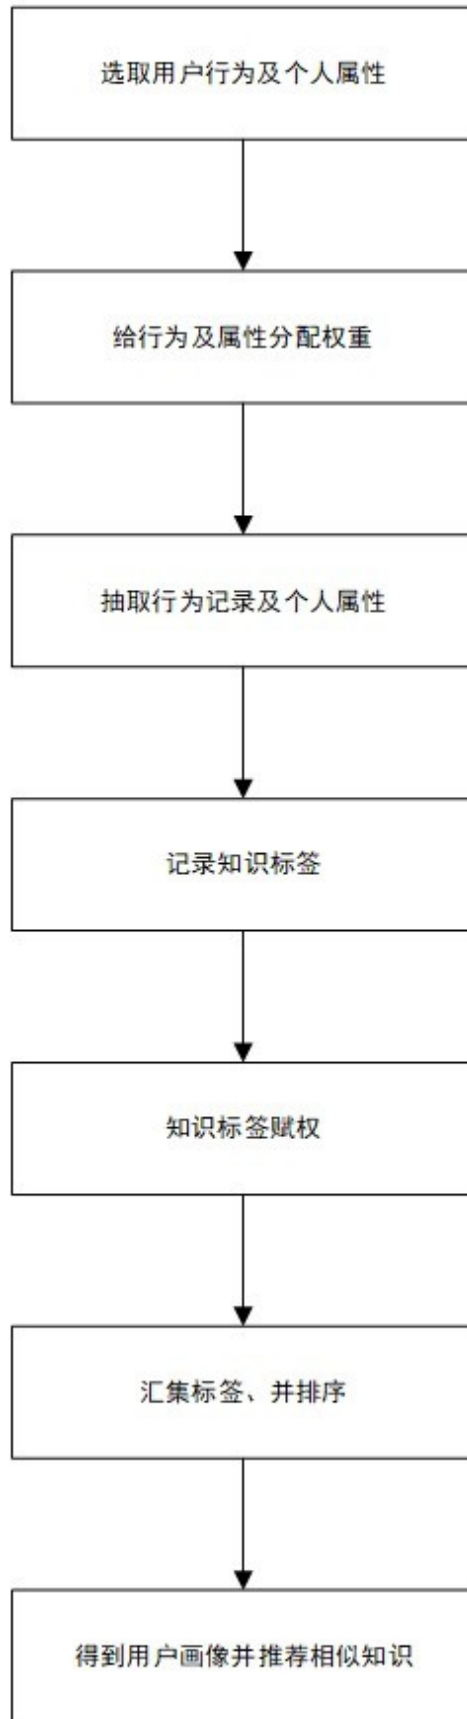 选取用户行为及个人属性
给行为及属性分配权重
抽取行为记录及个人属性
记录知识标签
知识标签赋权
汇集标签、并排序
得到用户画像并推荐相似知识